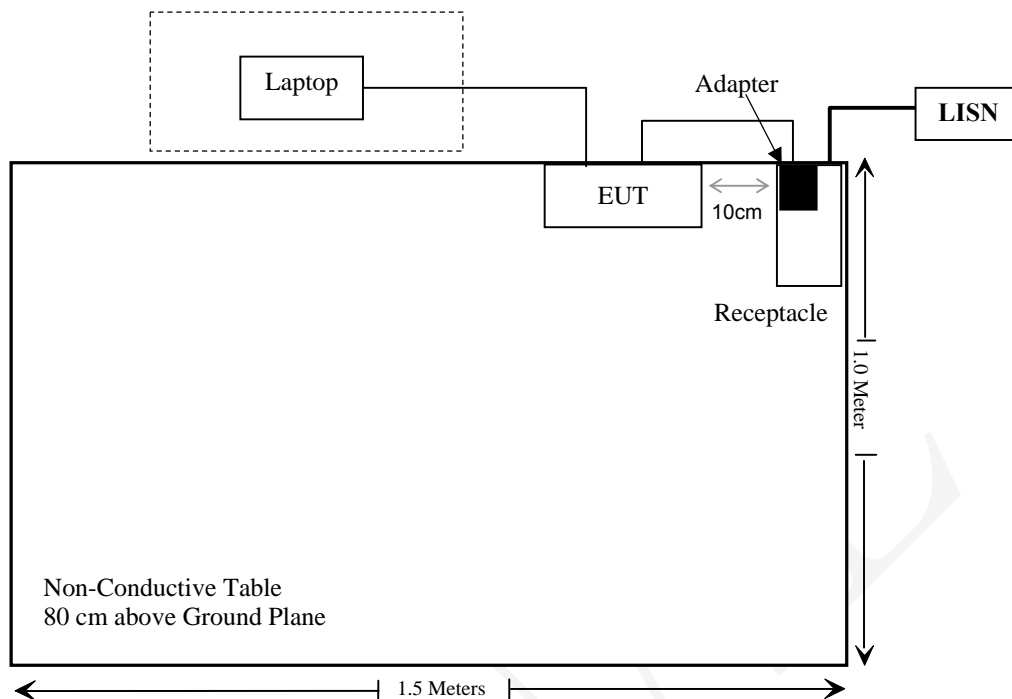 Laptop
Adapter
LISN
EUT
10cm
Receptacle
1.0 Meter
Non-Conductive Table
80 cm above Ground Plane
1.5 Meters